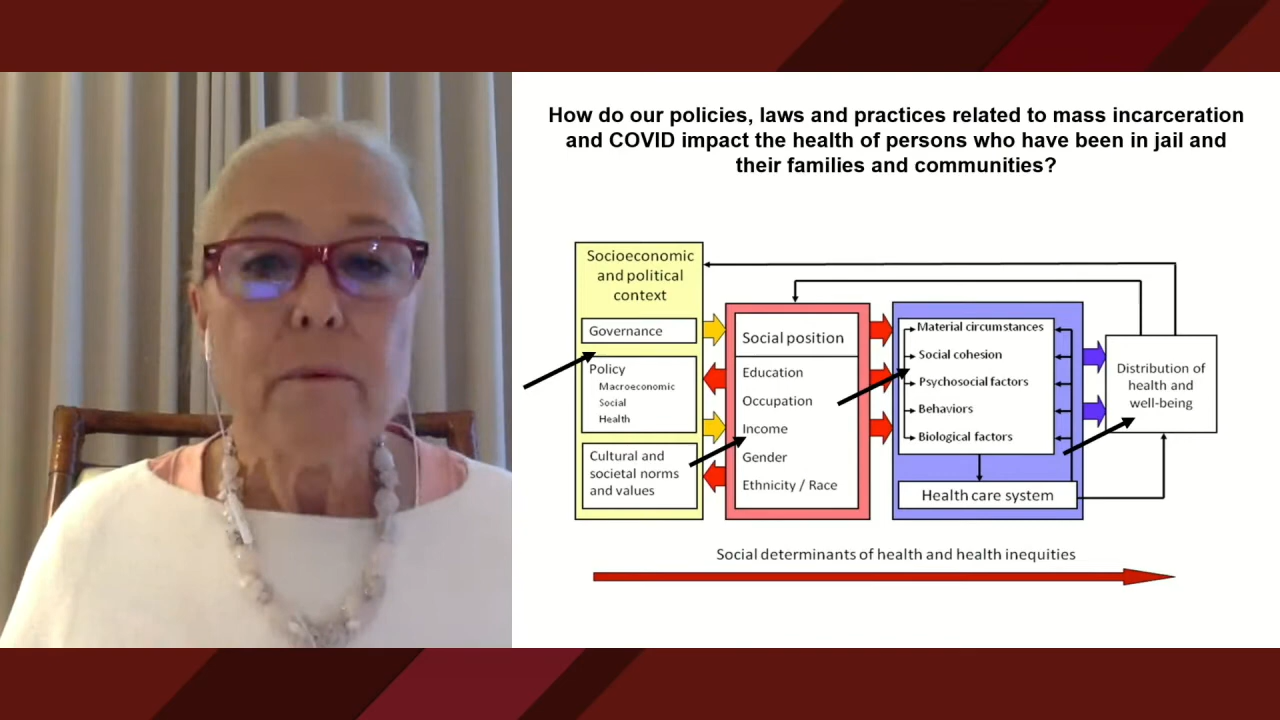 How do our policies, laws and practices related to mass incarceration
and COVID impact the health of persons who have been in jail and
their families and communities?
Socioeconomic
and political
context
Governance
Policy
Macroeconomic
Social
Health
Cultural and
societal norms
and values
Social position
Education
Occupation
Income
Gender
Ethnicity / Race
Material circumstances
Social cohesion
Psychosocial factors
Behaviors
Biological factors
Health care system
Distribution of
health and
well-being
Social determinants of health and health inequities